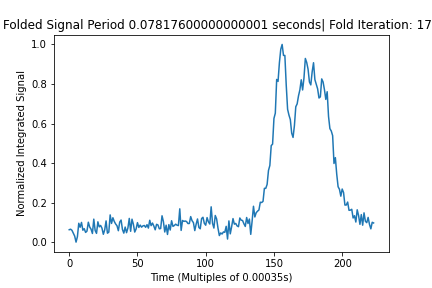 Folded Signal Period 0.07817600000000001 seconds| Fold Iteration: 17
1.0
0.8
0.6
0.4
0.2
0.0
Normalized Integrated Signal
0 50 100 150 200
Time (Multiples of 0.00035s)